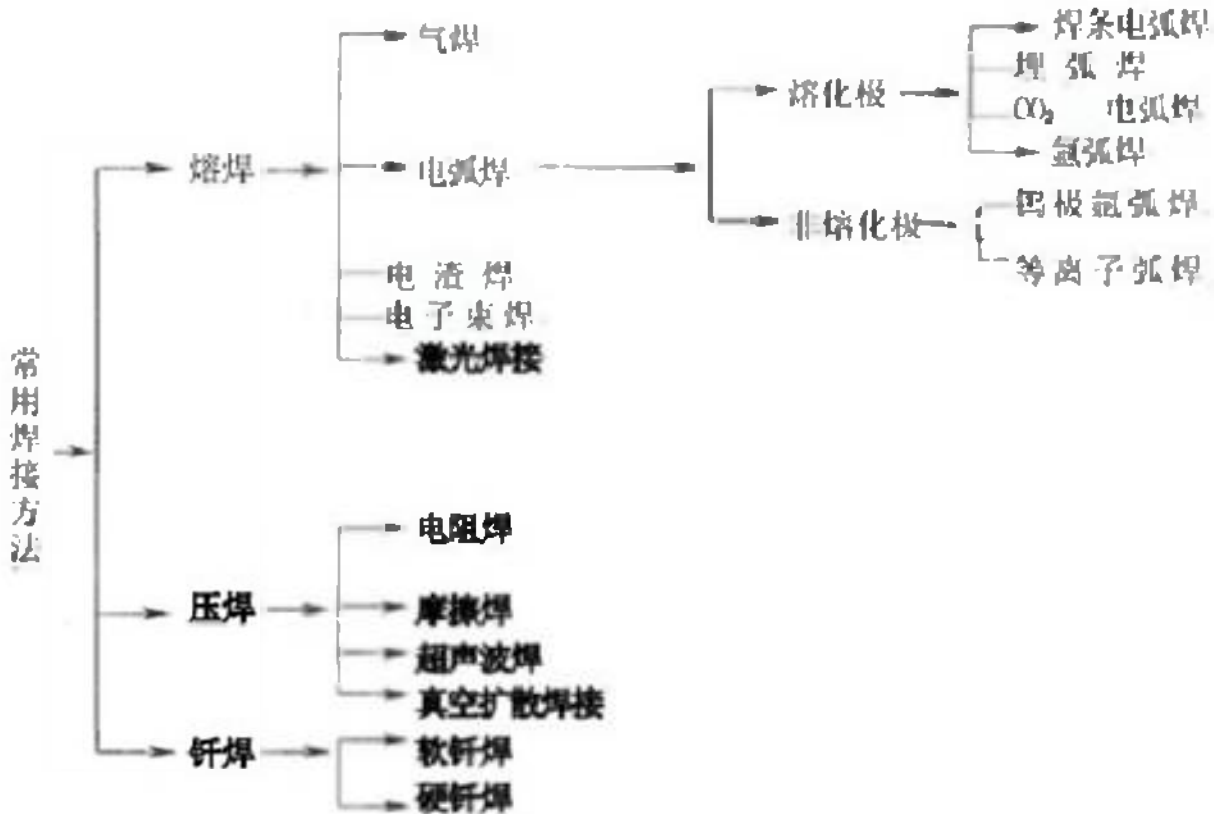 常用焊接方法
熔焊
气焊
电弧焊
熔化极
焊条电弧焊
埋弧焊
CO₂ 电弧焊
氩弧焊
非熔化极
钨极氩弧焊
等离子弧焊
电渣焊
电子束焊
激光焊接
压焊
电阻焊
摩擦焊
超声波焊
真空扩散焊接
钎焊
软钎焊
硬钎焊